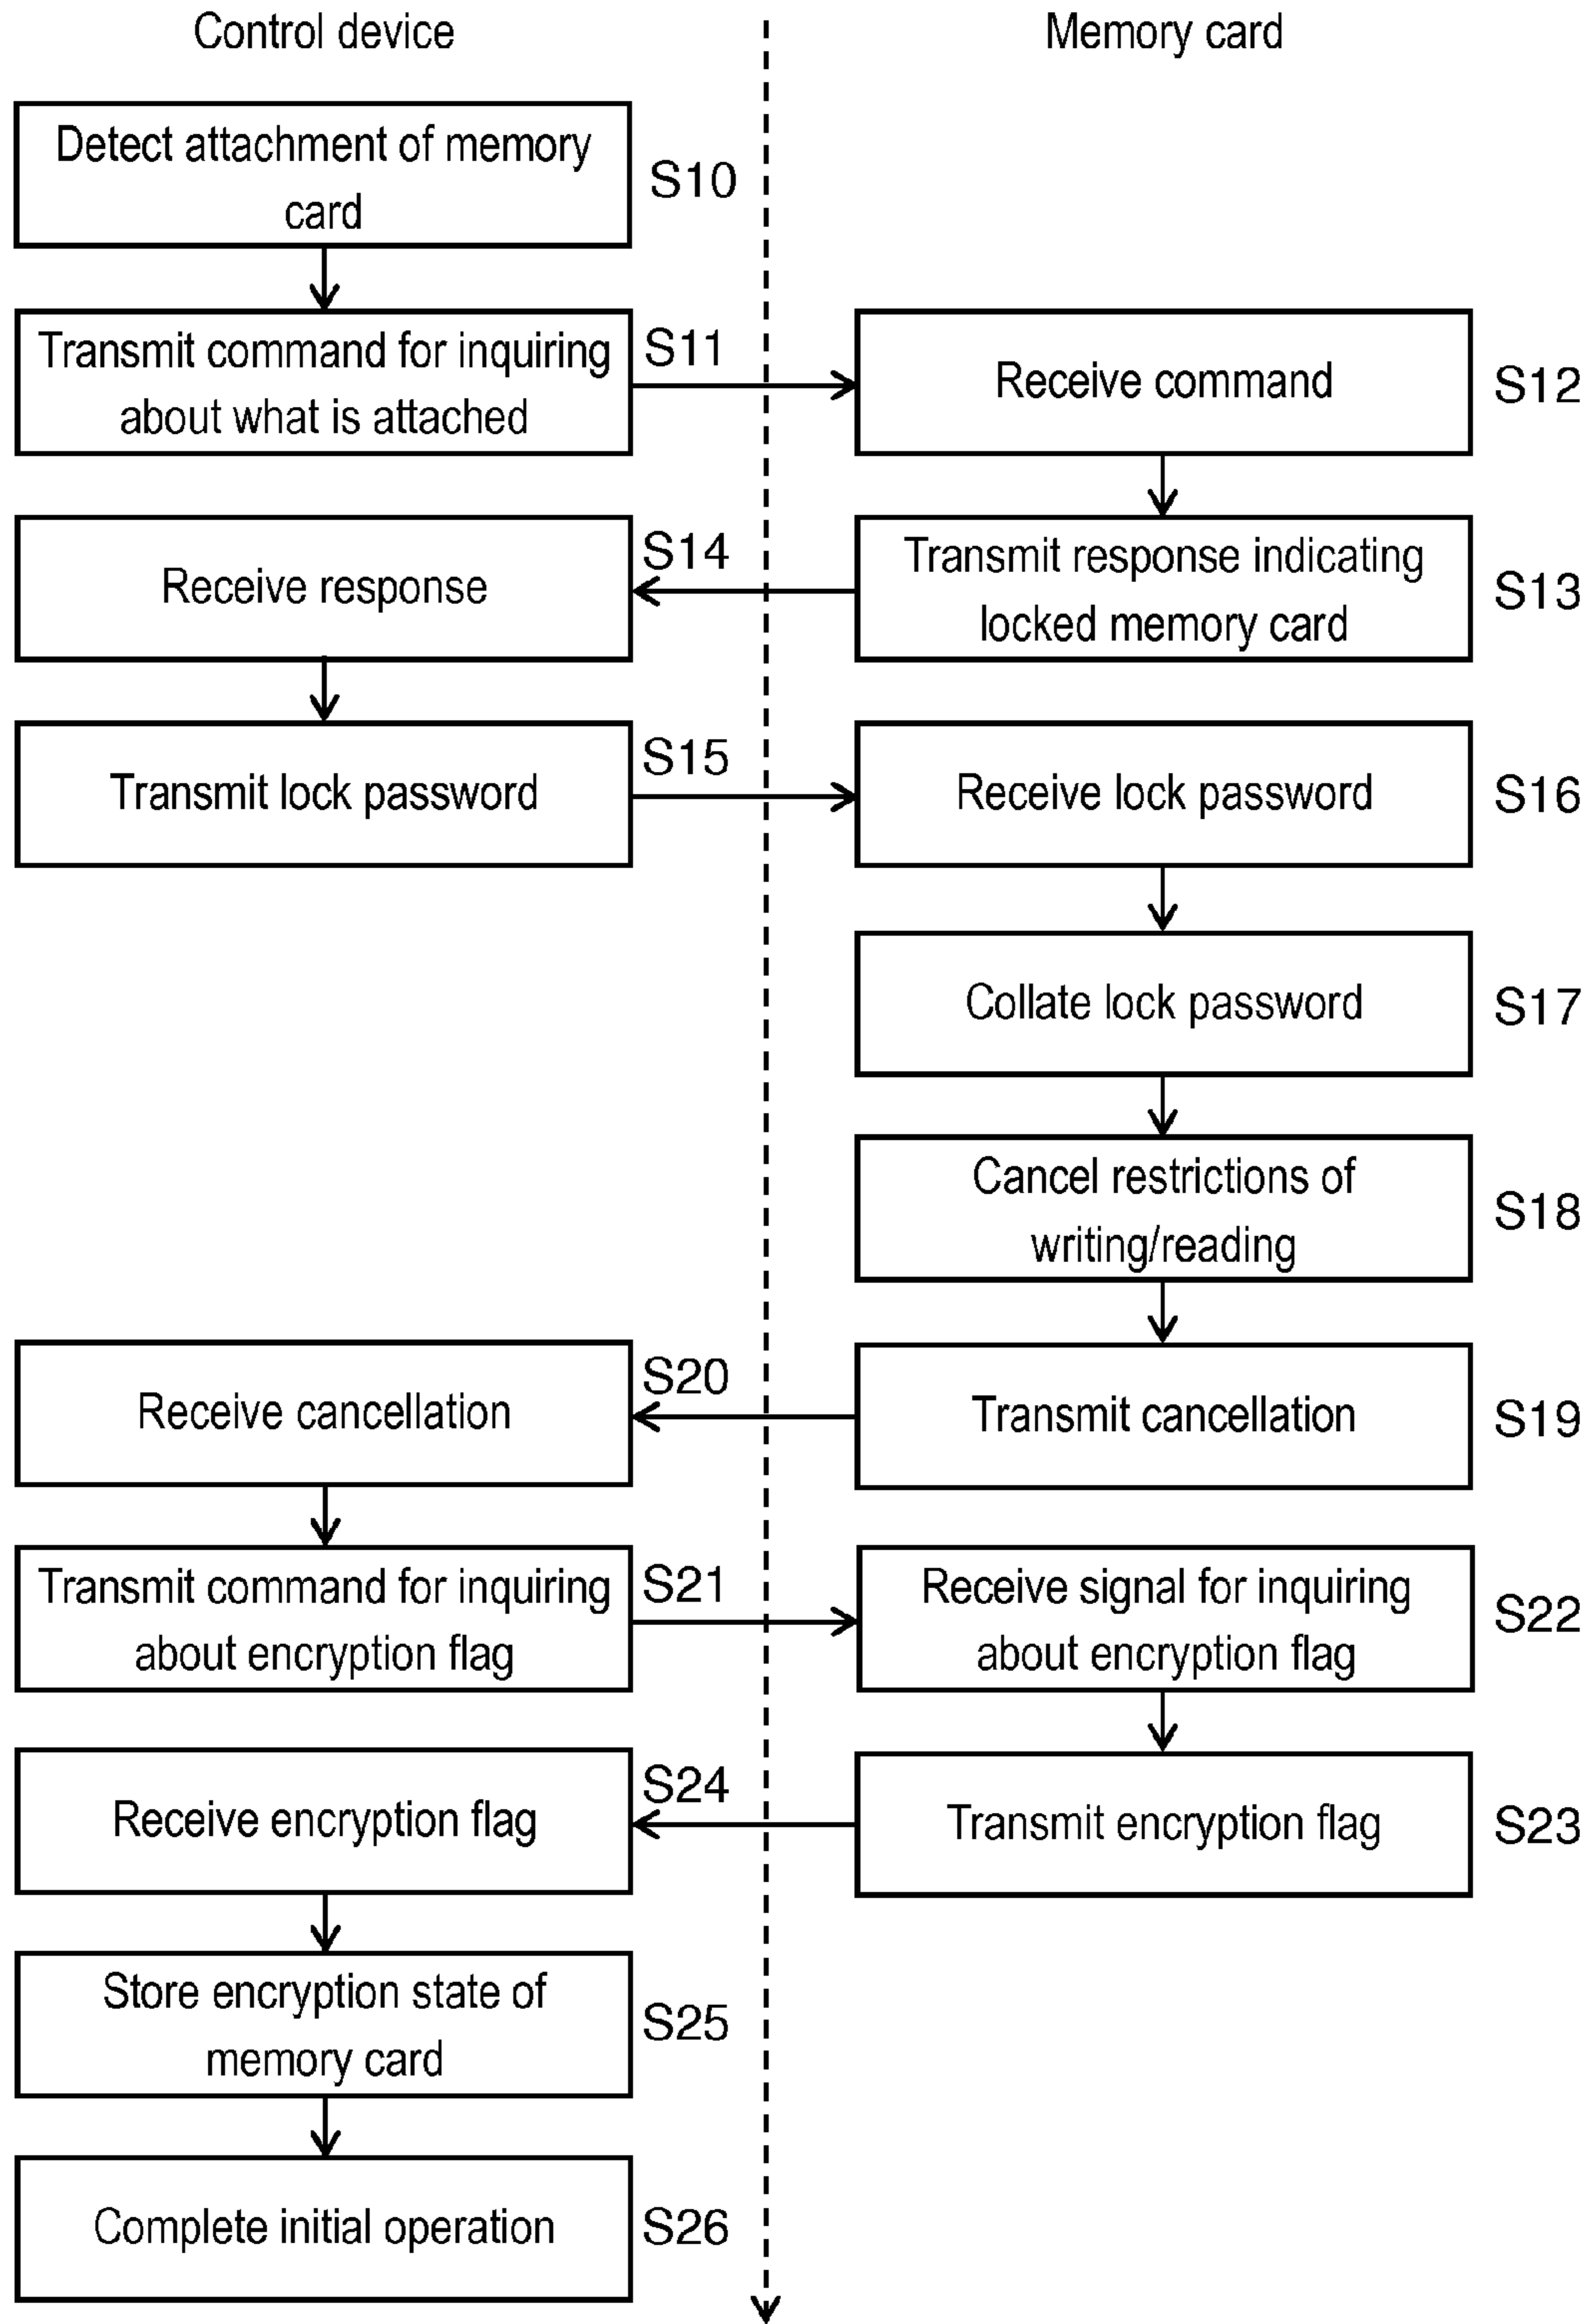 Control device
Memory card
Detect attachment of memory
card
S10
Transmit command for inquiring
about what is attached
S11
Receive command
S12
Receive response
S14
Transmit response indicating
locked memory card
S13
Transmit lock password
S15
Receive lock password
S16
Collate lock password
S17
Cancel restrictions of
writing/reading
S18
Receive cancellation
S20
Transmit cancellation
S19
Transmit command for inquiring
about encryption flag
S21
Receive signal for inquiring
about encryption flag
S22
Receive encryption flag
S24
Transmit encryption flag
S23
Store encryption state of
memory card
S25
Complete initial operation
S26